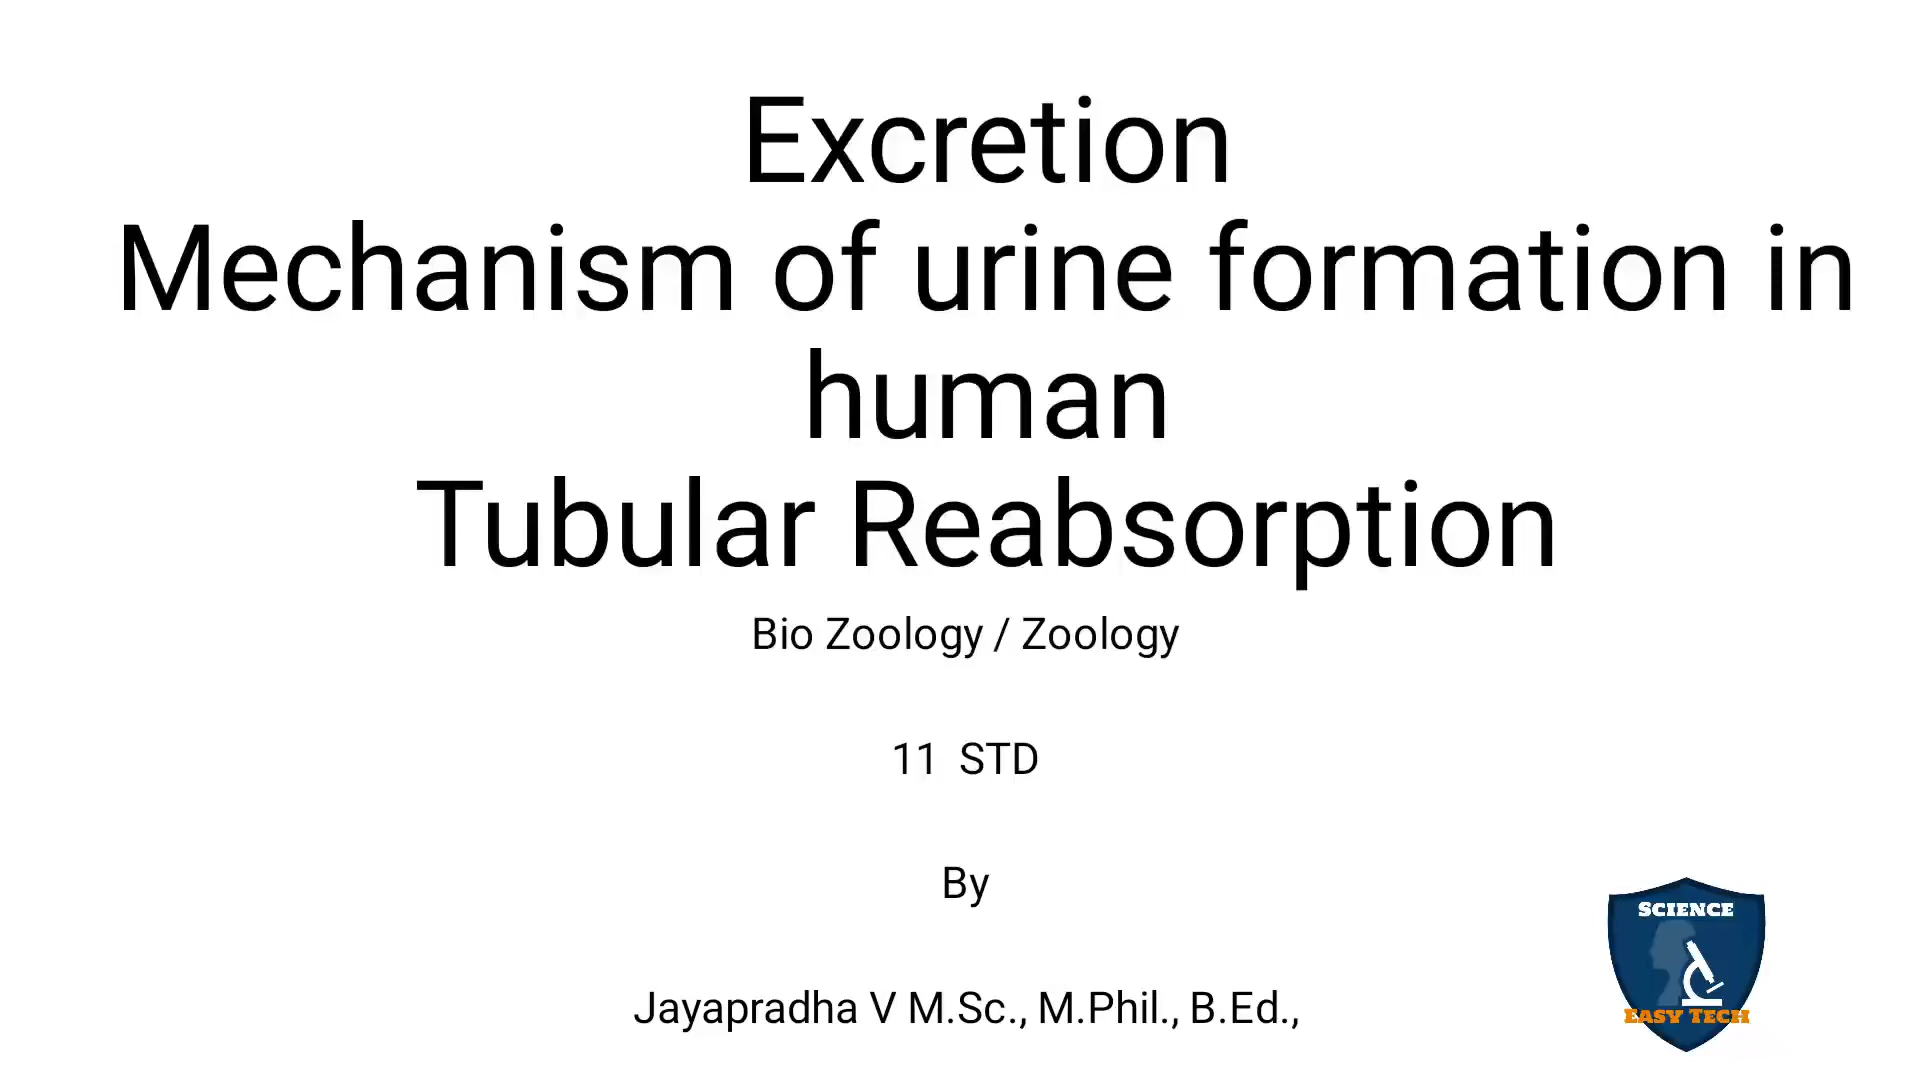 Excretion
Mechanism of urine formation in
human
Tubular Reabsorption
Bio Zoology / Zoology
11 STD
By
Jayapradha V M.Sc., M.Phil., B.Ed.,
SCIENCE
EASY TECH